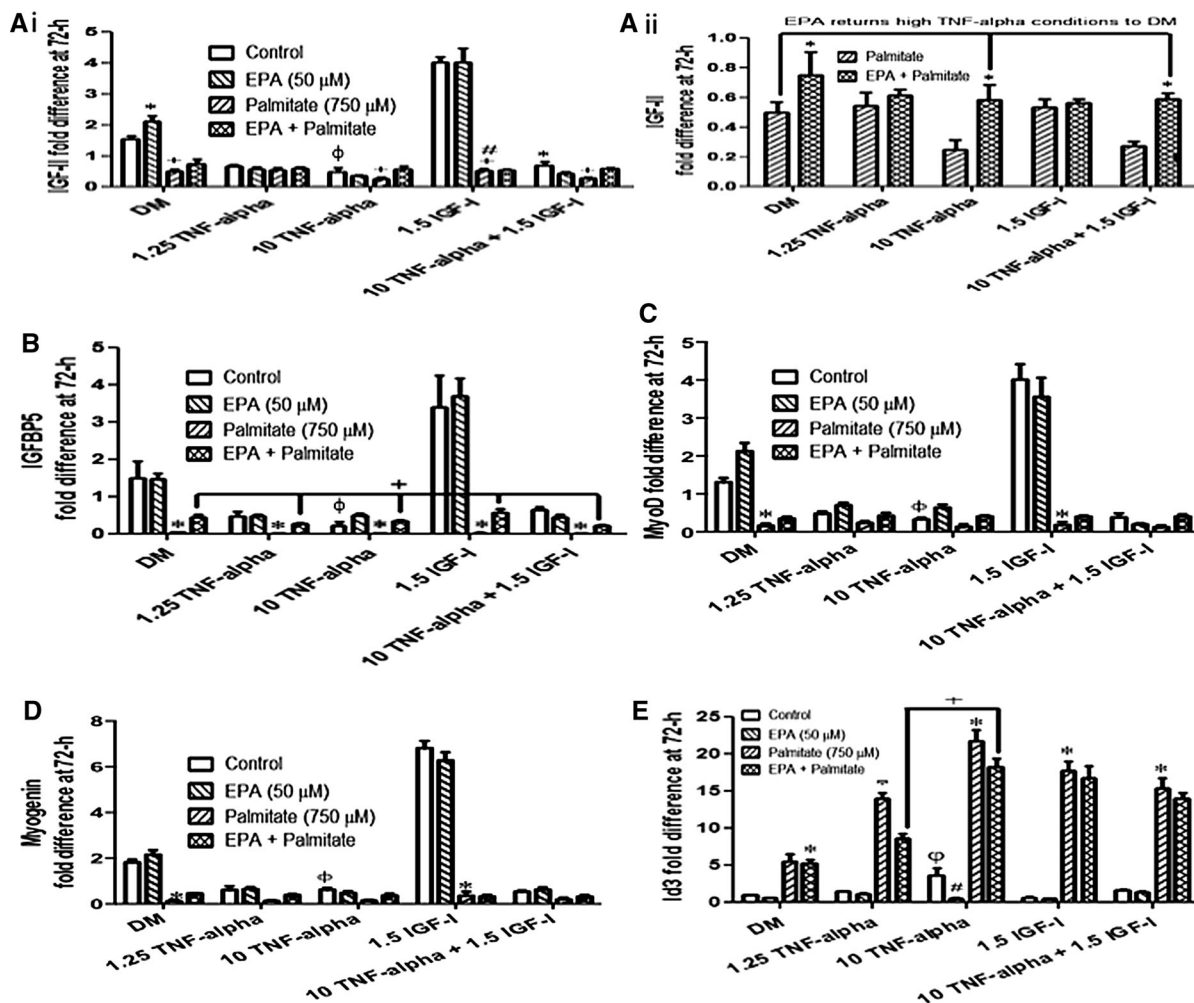 A i
IGF-II fold difference at 72-h
5
4
3
2
1
0
Control
EPA (50 μM)
Palmitate (750 μM)
EPA + Palmitate
*
+
ϕ
+
#
+
*
+
DM
1.25 TNF-alpha
10 TNF-alpha
1.5 IGF-I
10 TNF-alpha + 1.5 IGF-I
A ii
EPA returns high TNF-alpha conditions to DM
IGF-II
fold difference at 72-h
1.0
0.8
0.6
0.4
0.2
0.0
Palmitate
EPA + Palmitate
*
*
*
DM
1.25 TNF-alpha
10 TNF-alpha
1.5 IGF-I
10 TNF-alpha + 1.5 IGF-I
B
IGFBP5
fold difference at 72-h
5
4
3
2
1
0
Control
EPA (50 μM)
Palmitate (750 μM)
EPA + Palmitate
+
ϕ
*
*
*
*
*
DM
1.25 TNF-alpha
10 TNF-alpha
1.5 IGF-I
10 TNF-alpha + 1.5 IGF-I
C
MyoD fold difference at 72-h
5
4
3
2
1
0
Control
EPA (50 μM)
Palmitate (750 μM)
EPA + Palmitate
*
ϕ
*
DM
1.25 TNF-alpha
10 TNF-alpha
1.5 IGF-I
10 TNF-alpha + 1.5 IGF-I
D
Myogenin
fold difference at 72-h
8
6
4
2
0
Control
EPA (50 μM)
Palmitate (750 μM)
EPA + Palmitate
*
ϕ
*
DM
1.25 TNF-alpha
10 TNF-alpha
1.5 IGF-I
10 TNF-alpha + 1.5 IGF-I
E
Id3 fold difference at 72-h
25
20
15
10
5
0
Control
EPA (50 μM)
Palmitate (750 μM)
EPA + Palmitate
+
*
φ
#
*
*
*
DM
1.25 TNF-alpha
10 TNF-alpha
1.5 IGF-I
10 TNF-alpha + 1.5 IGF-I